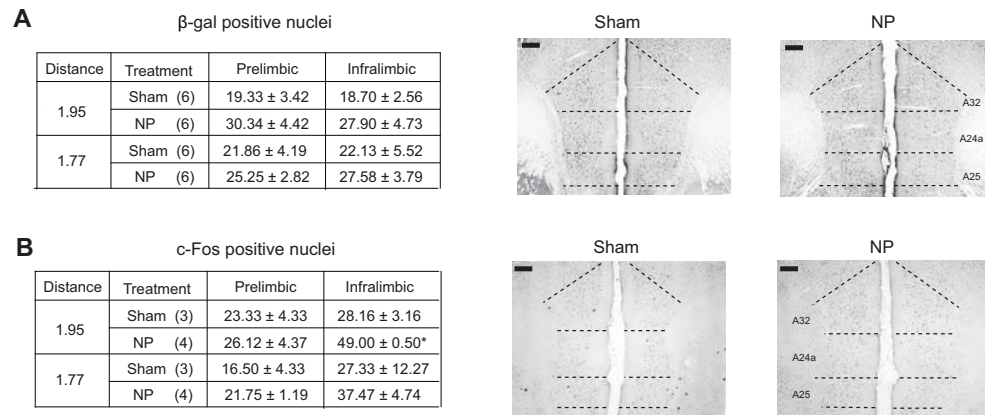 A
β-gal positive nuclei
Distance Treatment Prelimbic Infralimbic
1.95
Sham (6) 19.33 ± 3.42 18.70 ± 2.56
NP (6) 30.34 ± 4.42 27.90 ± 4.73
1.77
Sham (6) 21.86 ± 4.19 22.13 ± 5.52
NP (6) 25.25 ± 2.82 27.58 ± 3.79
Sham
NP
A32
A24a
A25
B
c-Fos positive nuclei
Distance Treatment Prelimbic Infralimbic
1.95
Sham (3) 23.33 ± 4.33 28.16 ± 3.16
NP (4) 26.12 ± 4.37 49.00 ± 0.50*
1.77
Sham (3) 16.50 ± 4.33 27.33 ± 12.27
NP (4) 21.75 ± 1.19 37.47 ± 4.74
Sham
NP
A32
A24a
A25